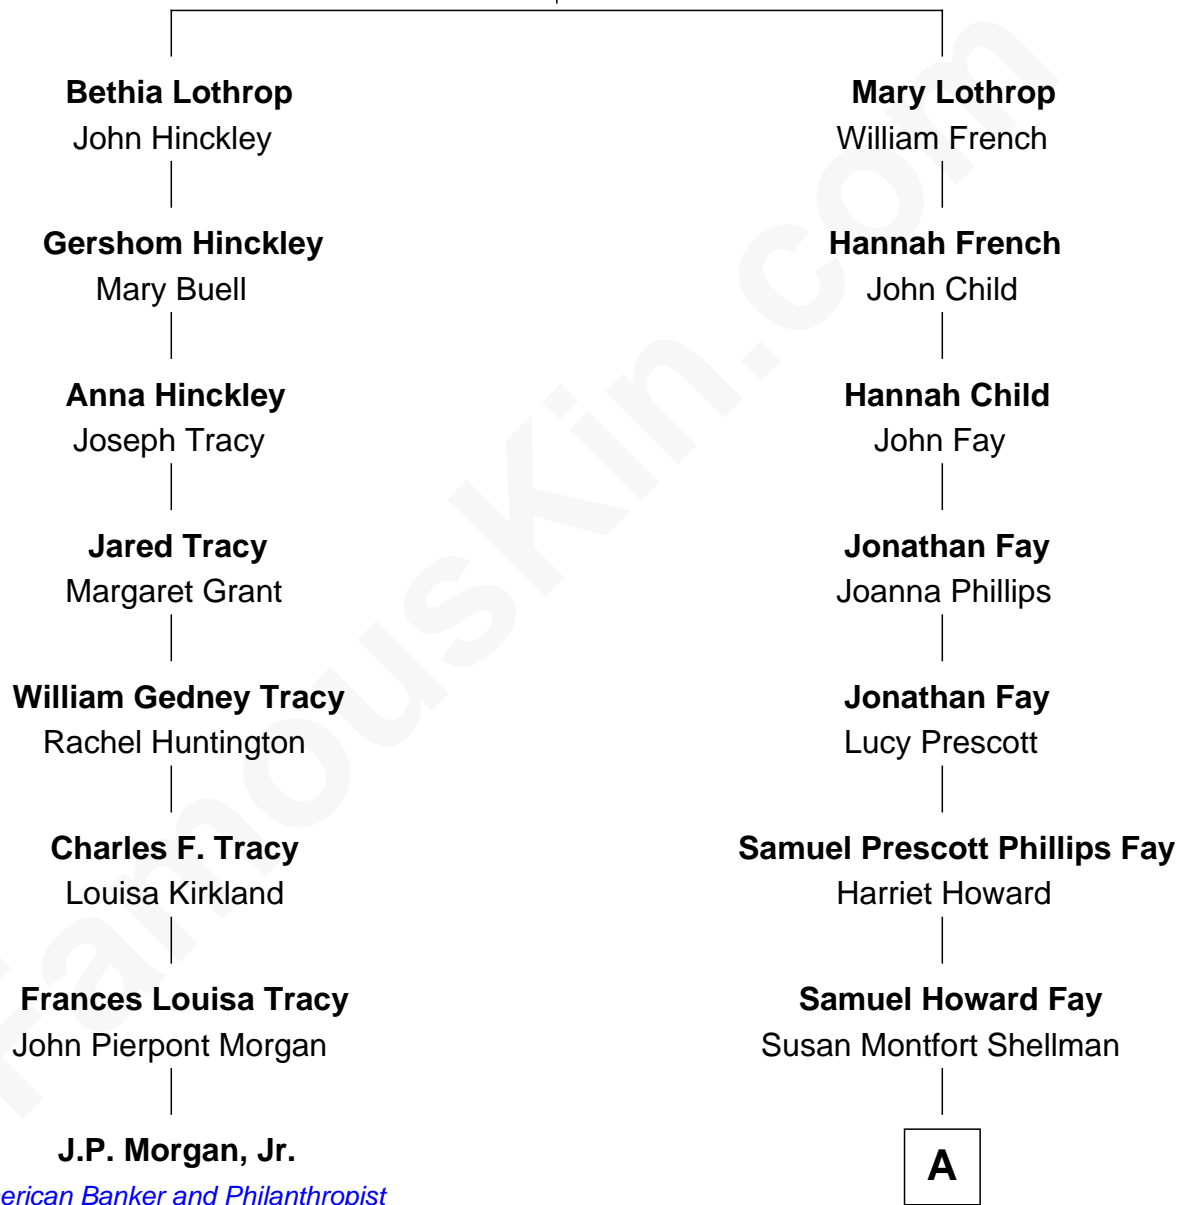 Bethia Lothrop
John Hinckley
Mary Lothrop
William French
Gershom Hinckley
Mary Buell
Hannah French
John Child
Anna Hinckley
Joseph Tracy
Hannah Child
John Fay
Jared Tracy
Margaret Grant
Jonathan Fay
Joanna Phillips
William Gedney Tracy
Rachel Huntington
Jonathan Fay
Lucy Prescott
Charles F. Tracy
Louisa Kirkland
Samuel Prescott Phillips Fay
Harriet Howard
Frances Louisa Tracy
John Pierpont Morgan
Samuel Howard Fay
Susan Montfort Shellman
J.P. Morgan, Jr.
erican Banker and Philanthropist
A
FamousKin.com